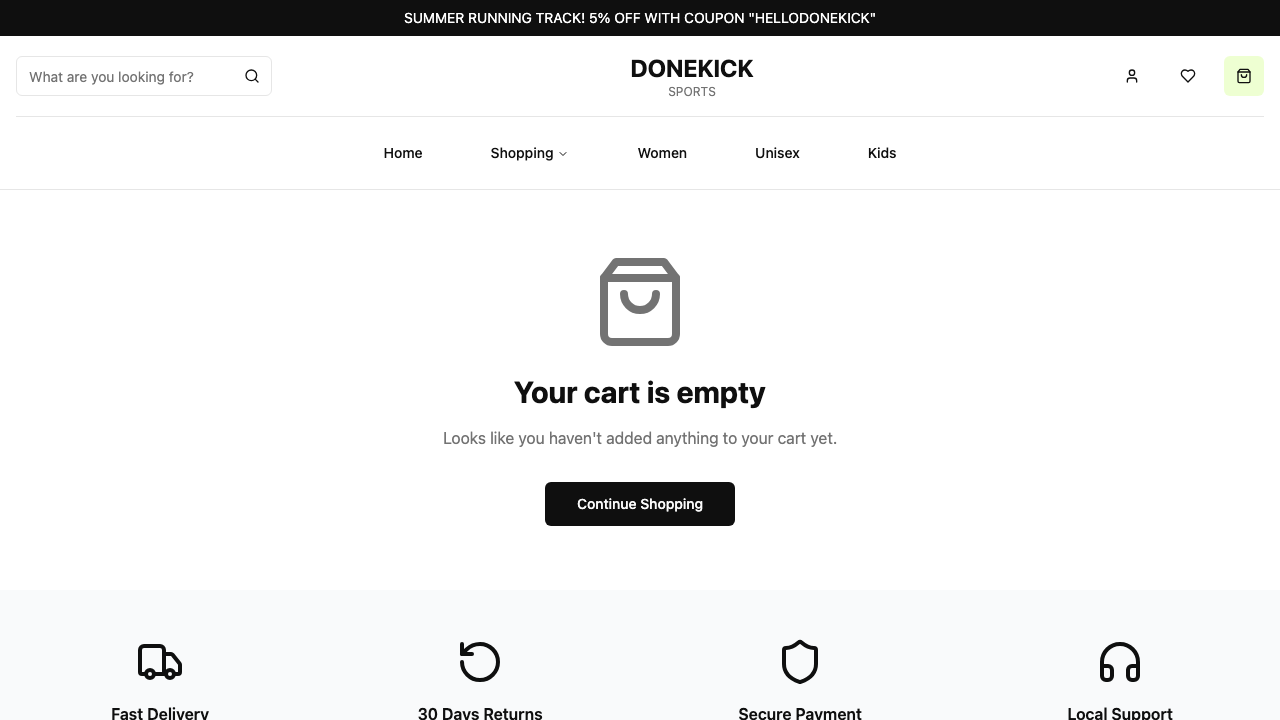 SUMMER RUNNING TRACK! 5% OFF WITH COUPON "HELLODONEKICK"
What are you looking for?
DONEKICK
SPORTS
Home
Shopping
Women
Unisex
Kids
Your cart is empty
Looks like you haven't added anything to your cart yet.
Continue Shopping
Fast Delivery
30 Days Returns
Secure Payment
Local Support